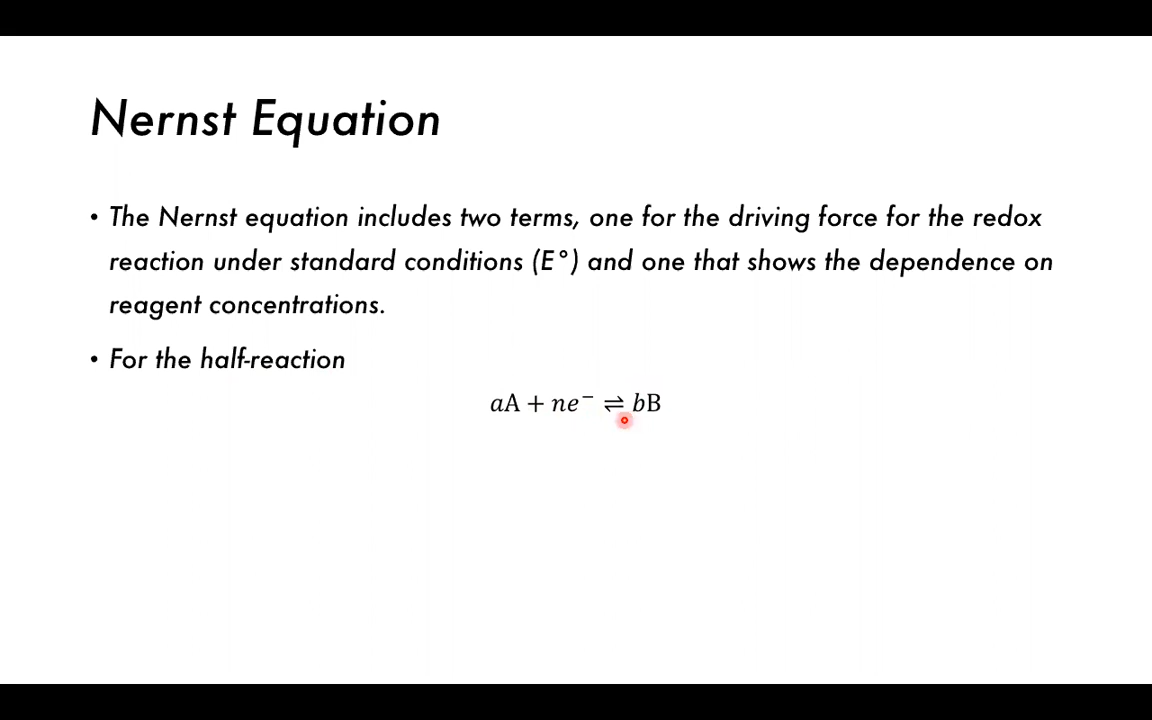 Nernst Equation
• The Nernst equation includes two terms, one for the driving force for the redox
reaction under standard conditions (E°) and one that shows the dependence on
reagent concentrations.
• For the half-reaction
aA + ne⁻ ⇌ bB